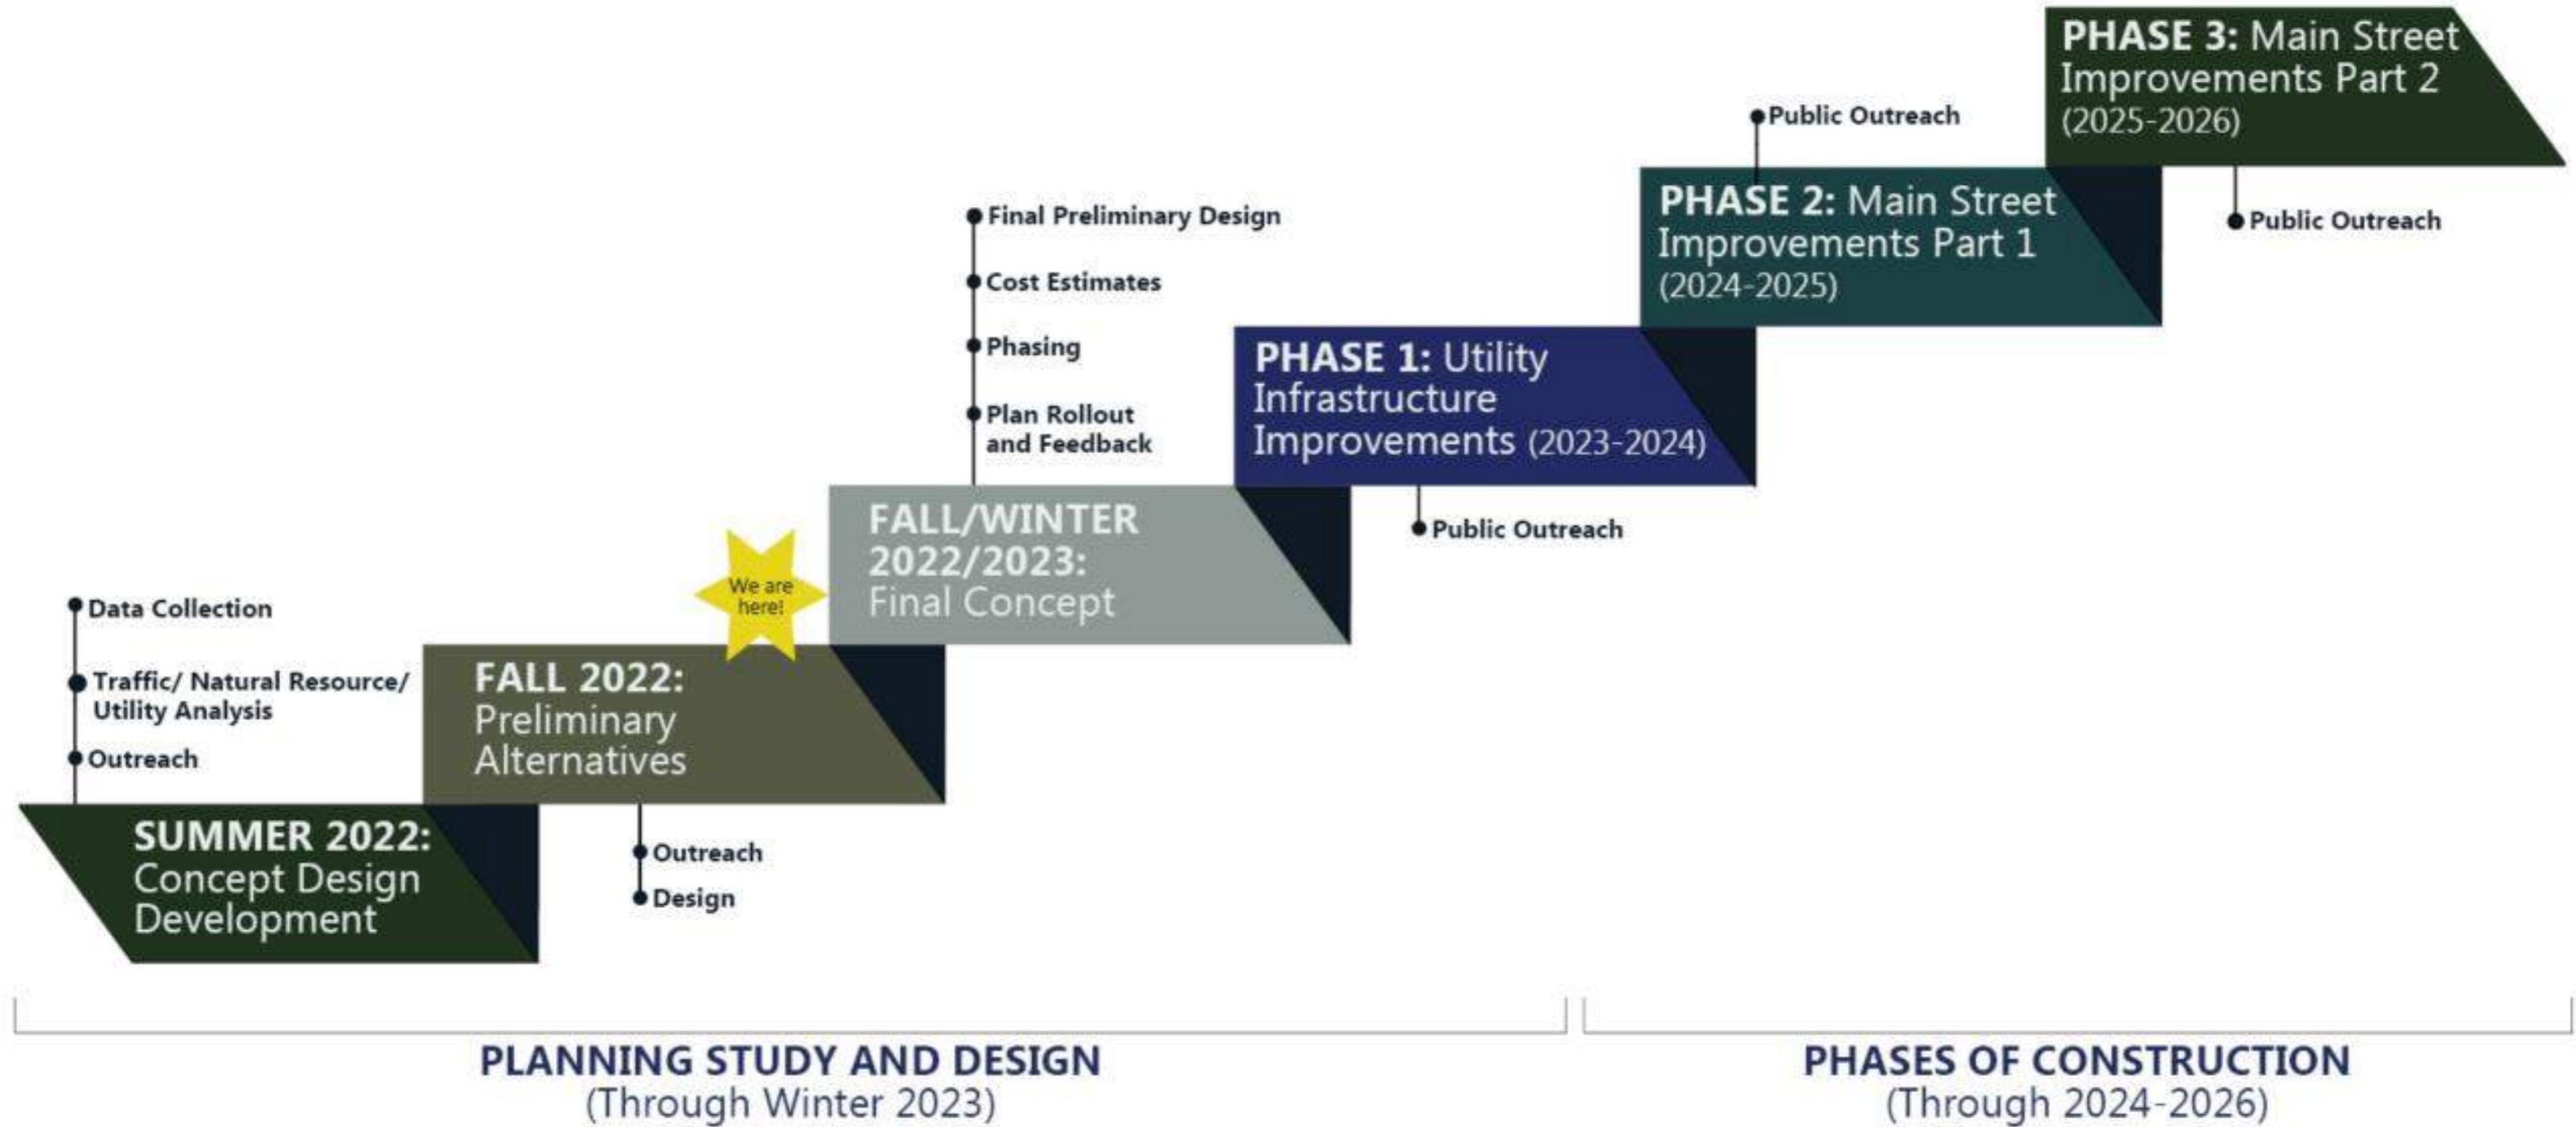 Data Collection
Traffic/ Natural Resource/
Utility Analysis
Outreach
SUMMER 2022:
Concept Design
Development
FALL 2022:
Preliminary
Alternatives
Outreach
Design
We are
here!
Final Preliminary Design
Cost Estimates
Phasing
Plan Rollout
and Feedback
FALL/WINTER
2022/2023:
Final Concept
PHASE 1: Utility
Infrastructure
Improvements (2023-2024)
Public Outreach
Public Outreach
PHASE 2: Main Street
Improvements Part 1
(2024-2025)
PHASE 3: Main Street
Improvements Part 2
(2025-2026)
Public Outreach
PLANNING STUDY AND DESIGN
(Through Winter 2023)
PHASES OF CONSTRUCTION
(Through 2024-2026)